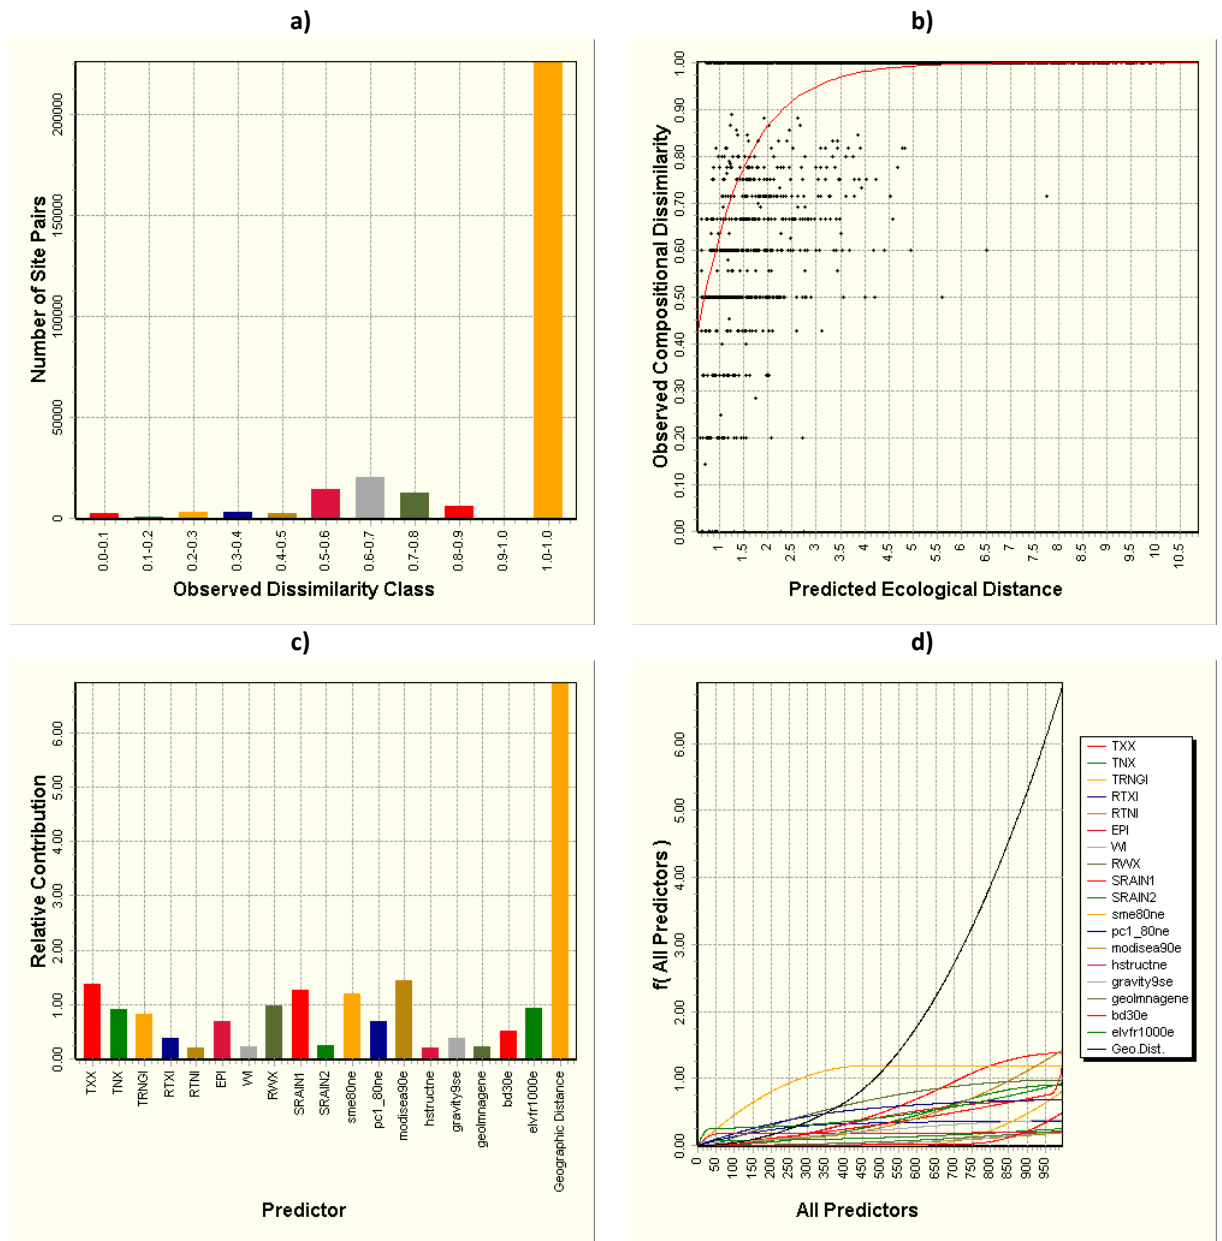 a)
Number of Site Pairs
200000
150000
100000
50000
0
0.0-0.1
0.1-0.2
0.2-0.3
0.3-0.4
0.4-0.5
0.5-0.6
0.6-0.7
0.7-0.8
0.8-0.9
0.9-1.0
1.0-1.0
Observed Dissimilarity Class
b)
Observed Compositional Dissimilarity
1.00
0.90
0.80
0.70
0.60
0.50
0.40
0.30
0.20
0.10
0.00
1
1.5
2
2.5
3
3.5
4
4.5
5
5.5
6
6.5
7
7.5
8
8.5
9
9.5
10
10.5
Predicted Ecological Distance
c)
Relative Contribution
6.00
5.00
4.00
3.00
2.00
1.00
0.00
TXX
TNX
TRNGI
RTXI
RTNI
EPI
WI
RWX
SRAIN1
SRAIN2
sme80ne
pc1_80ne
modisea90e
hstructne
gravity9se
geolmnagene
bd30e
elvfr1000e
Geographic Distance
Predictor
d)
f( All Predictors )
6.00
5.00
4.00
3.00
2.00
1.00
0.00
0
50
100
150
200
250
300
350
400
450
500
550
600
650
700
750
800
850
900
950
All Predictors
TXX
TNX
TRNGI
RTXI
RTNI
EPI
WI
RWX
SRAIN1
SRAIN2
sme80ne
pc1_80ne
modisea90e
hstructne
gravity9se
geolmnagene
bd30e
elvfr1000e
Geo.Dist.